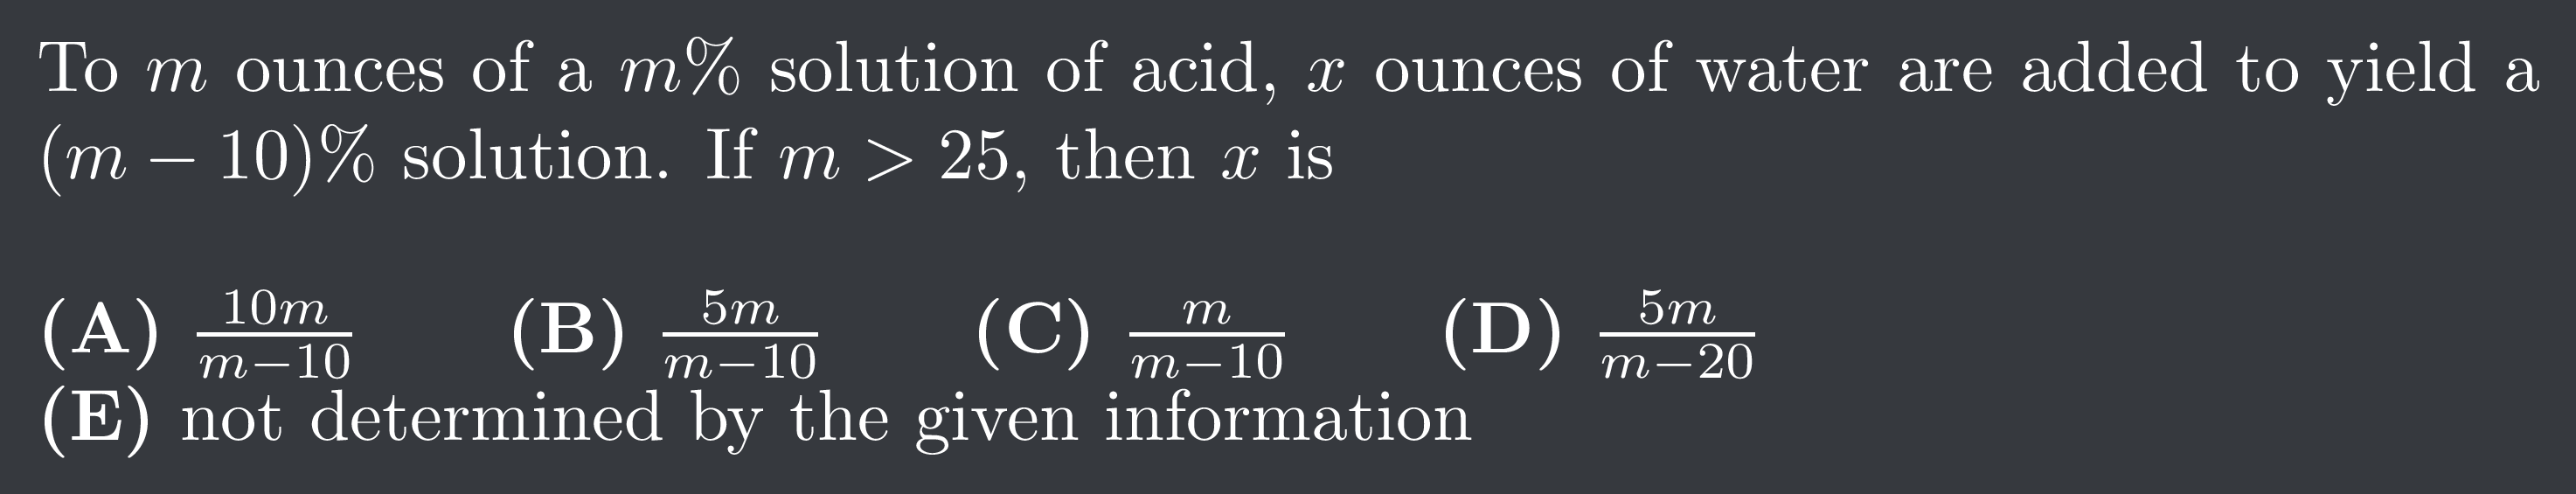 To m ounces of a m% solution of acid, x ounces of water are added to yield a
(m − 10)% solution. If m > 25, then x is
(A) 10m/(m−10) (B) 5m/(m−10) (C) m/(m−10) (D) 5m/(m−20)
(E) not determined by the given information